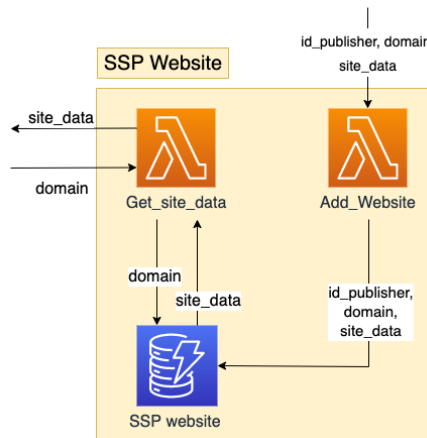 id_publisher, domain
site_data
SSP Website
site_data
domain
Get_site_data
Add_Website
domain
site_data
id_publisher,
domain,
site_data
SSP website